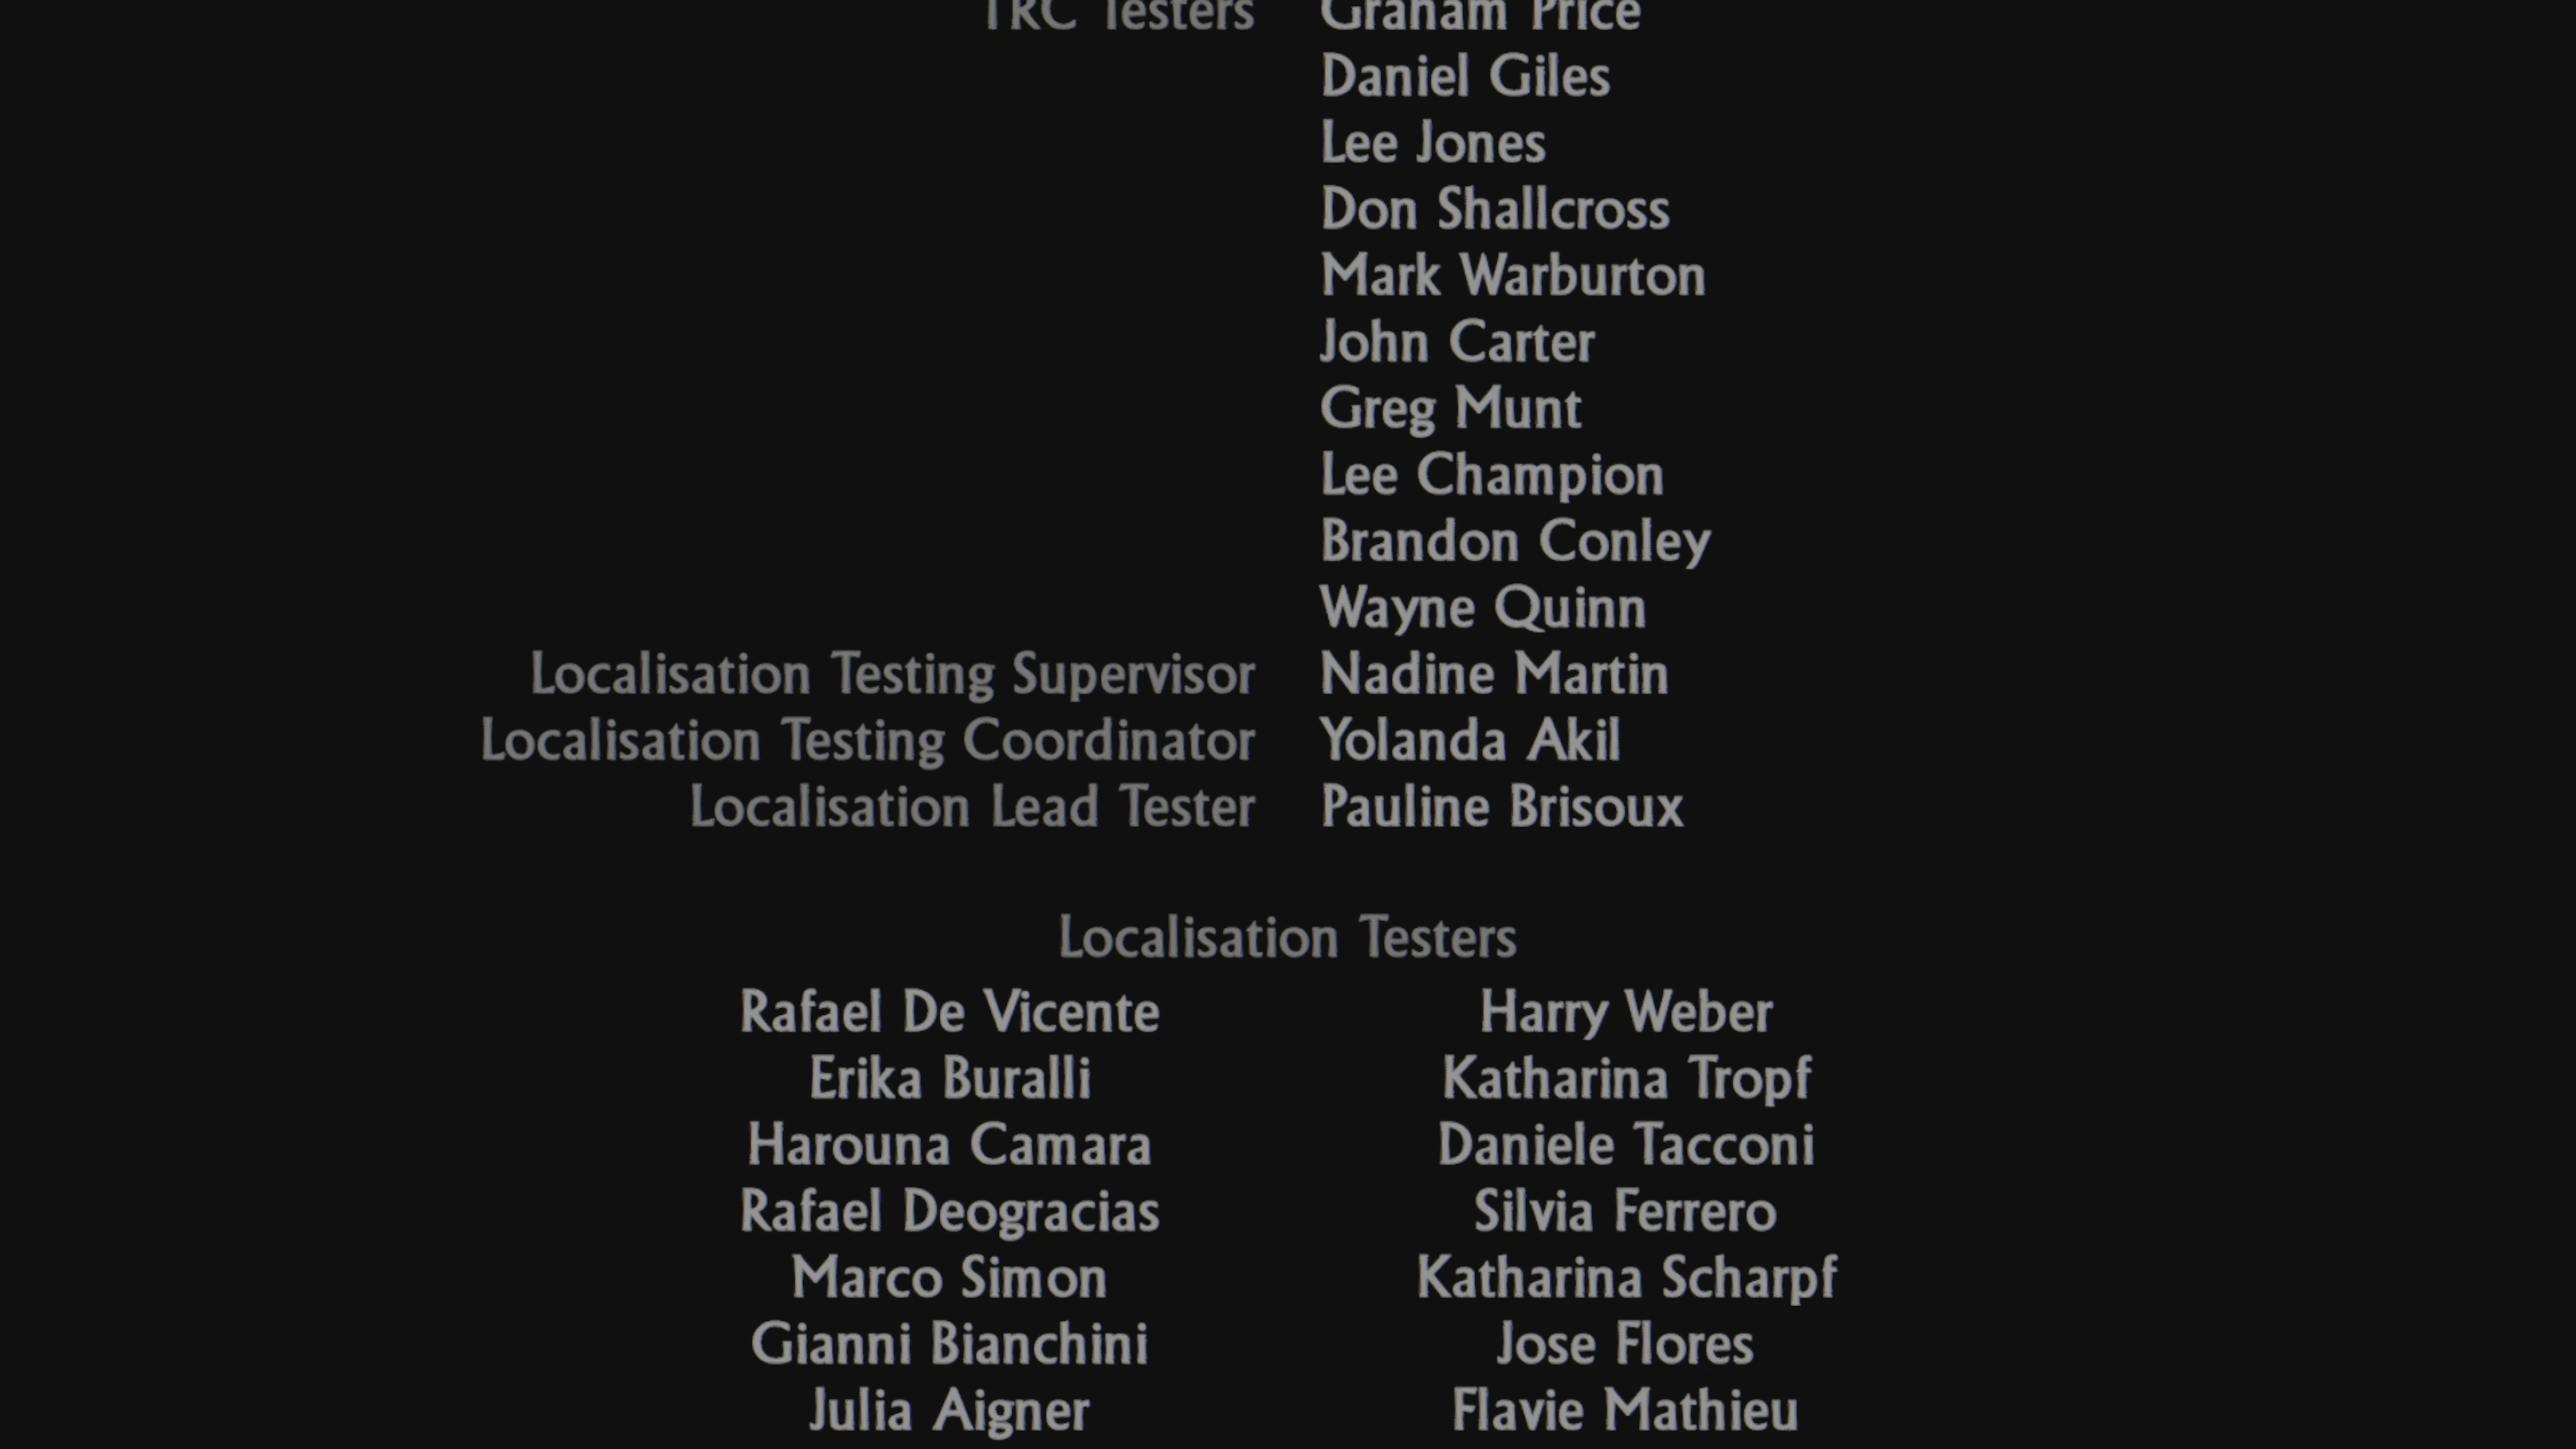 TRC Testers Graham Price
Daniel Giles
Lee Jones
Don Shallcross
Mark Warburton
John Carter
Greg Munt
Lee Champion
Brandon Conley
Wayne Quinn
Localisation Testing Supervisor Nadine Martin
Localisation Testing Coordinator Yolanda Akil
Localisation Lead Tester Pauline Brisoux
Localisation Testers
Rafael De Vicente Harry Weber
Erika Buralli Katharina Tropf
Harouna Camara Daniele Tacconi
Rafael Deogracias Silvia Ferrero
Marco Simon Katharina Scharpf
Gianni Bianchini Jose Flores
Julia Aigner Flavie Mathieu